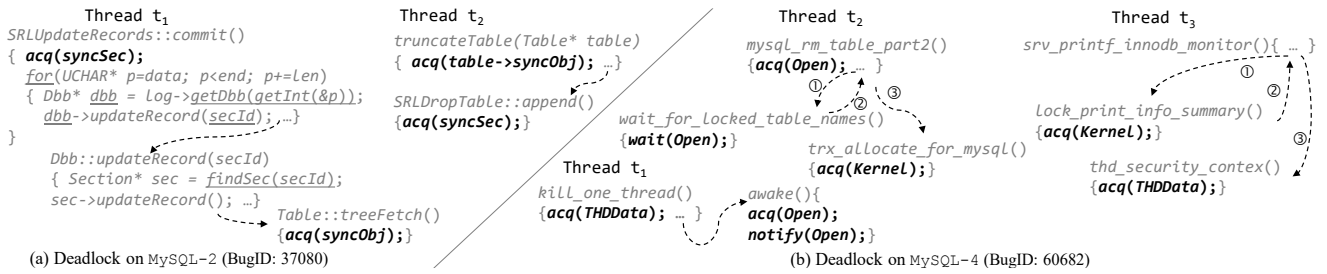 Thread t1
SRLUpdateRecords::commit()
{ acq(syncSec);
for(UCHAR* p=data; p<end; p+=len)
{ Dbb* dbb = log->getDbb(getInt(&p));
dbb->updateRecord(secId); …}
}
Dbb::updateRecord(secId)
{ Section* sec = findSec(secId);
sec->updateRecord(); …}
Table::treeFetch()
{acq(syncObj);}
Thread t2
truncateTable(Table* table)
{ acq(table->syncObj); …}
SRLDropTable::append()
{acq(syncSec);}
(a) Deadlock on MySQL-2 (BugID: 37080)
Thread t2
mysql_rm_table_part2()
{acq(Open); … }
①
②
③
wait_for_locked_table_names()
{wait(Open);}
trx_allocate_for_mysql()
{acq(Kernel);}
Thread t1
kill_one_thread()
{acq(THDData); … }
awake(){
acq(Open);
notify(Open);}
Thread t3
srv_printf_innodb_monitor(){ … }
①
②
lock_print_info_summary()
{acq(Kernel);}
③
thd_security_contex()
{acq(THDData);}
(b) Deadlock on MySQL-4 (BugID: 60682)